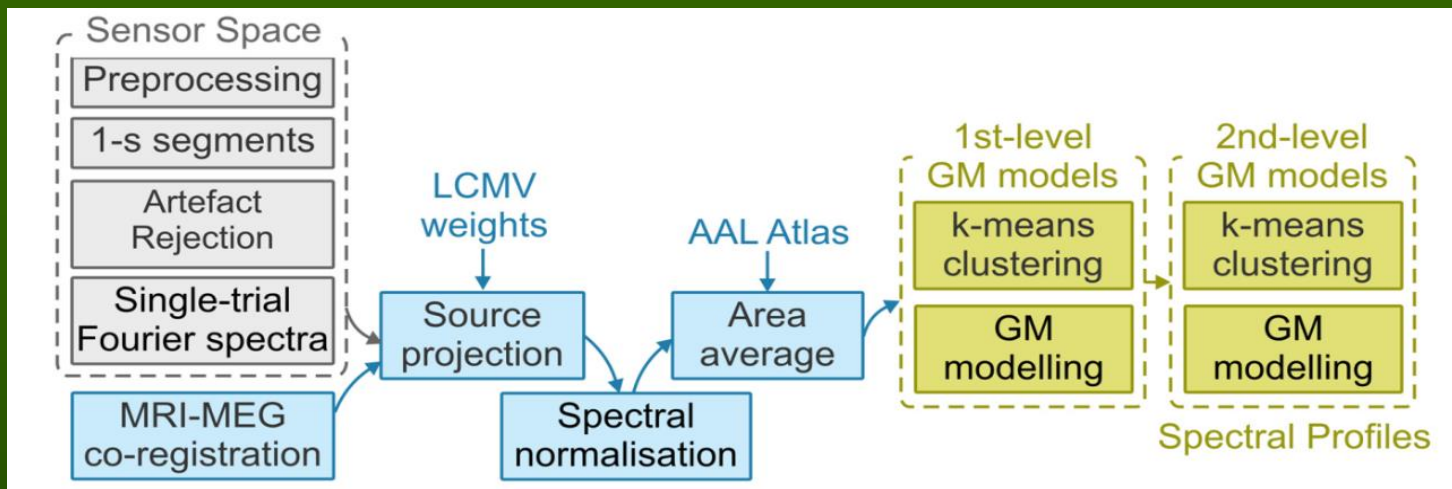 Sensor Space
Preprocessing
1-s segments
Artefact
Rejection
Single-trial
Fourier spectra
MRI-MEG
co-registration
LCMV
weights
Source
projection
Spectral
normalisation
AAL Atlas
Area
average
1st-level
GM models
k-means
clustering
GM
modelling
2nd-level
GM models
k-means
clustering
GM
modelling
Spectral Profiles